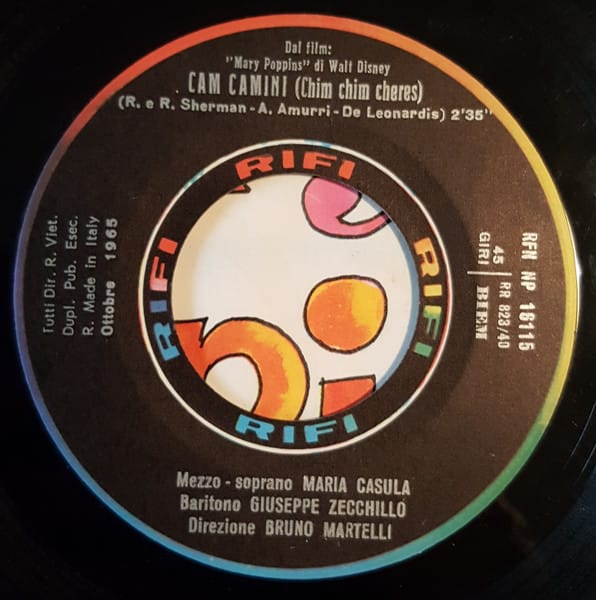 Dal film:
"Mary Poppins" di Walt Disney
CAM CAMINI (Chim chim cheres)
(R. e R. Sherman - A. Amurri - De Leonardis) 2'35"
RIFI
RIFI
RIFI
RIFI
Tutti Dir. R. Viet.
Dupl. Pub. Esec.
R. Made in Italy
Ottobre 1965
RFN NP 16115
45 GIRI
RR 823/40
BIEM
Mezzo - soprano MARIA CASULA
Baritono GIUSEPPE ZECCHILLO
Direzione BRUNO MARTELLI